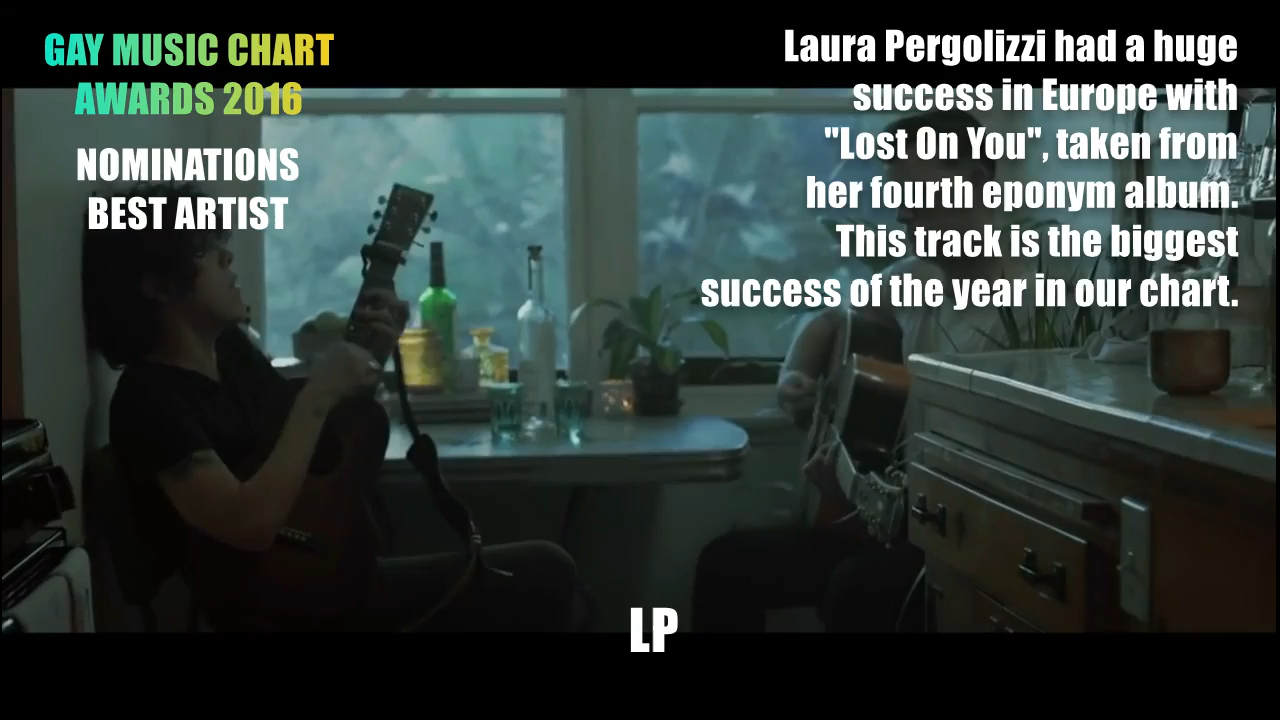 GAY MUSIC CHART
AWARDS 2016
NOMINATIONS
BEST ARTIST
Laura Pergolizzi had a huge
success in Europe with
"Lost On You", taken from
her fourth eponym album.
This track is the biggest
success of the year in our chart.
LP